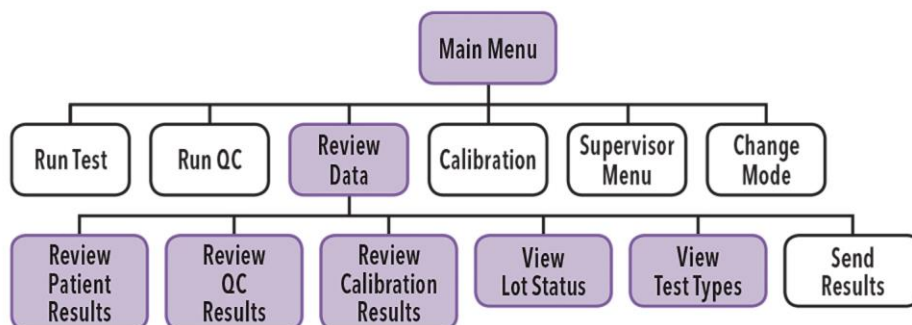 Main Menu
Run Test
Run QC
Review
Data
Calibration
Supervisor
Menu
Change
Mode
Review
Patient
Results
Review
QC
Results
Review
Calibration
Results
View
Lot Status
View
Test Types
Send
Results